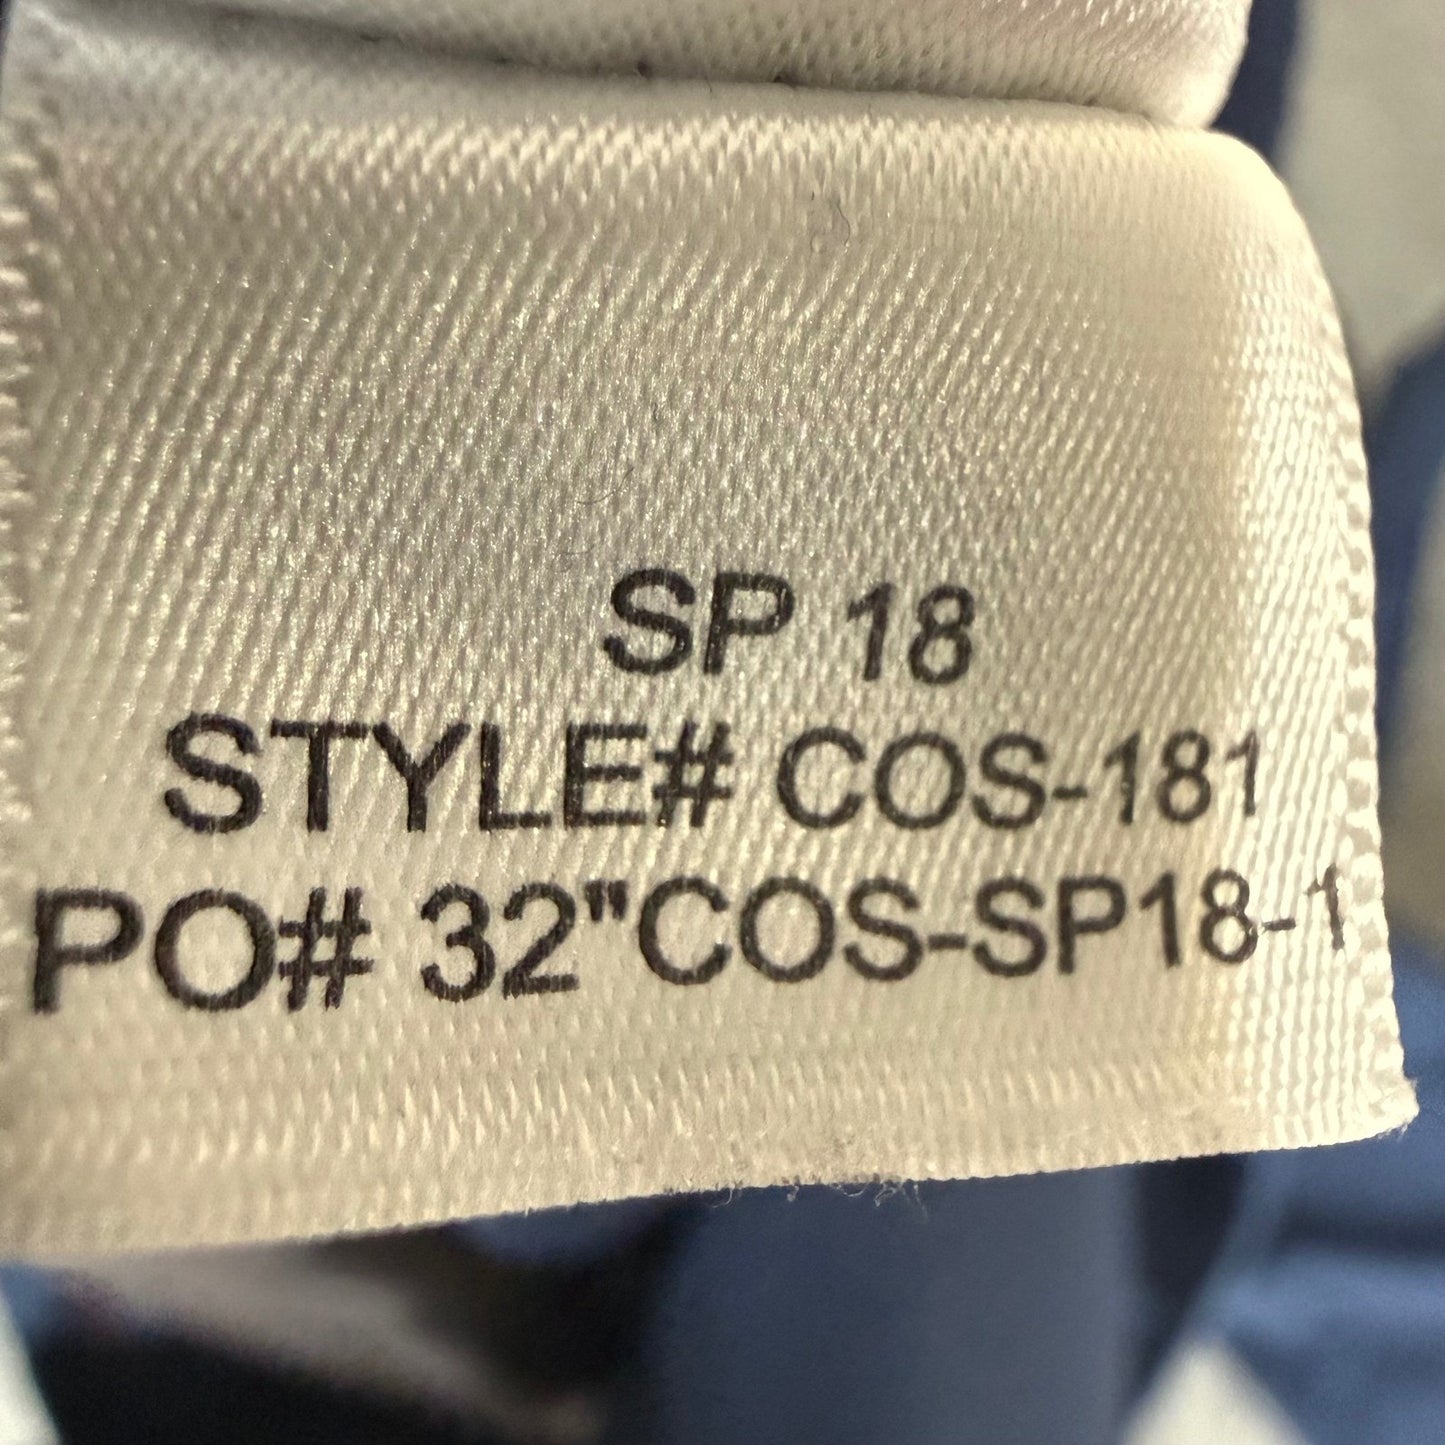 SP 18
STYLE# COS-181
PO# 32"COS-SP18-1